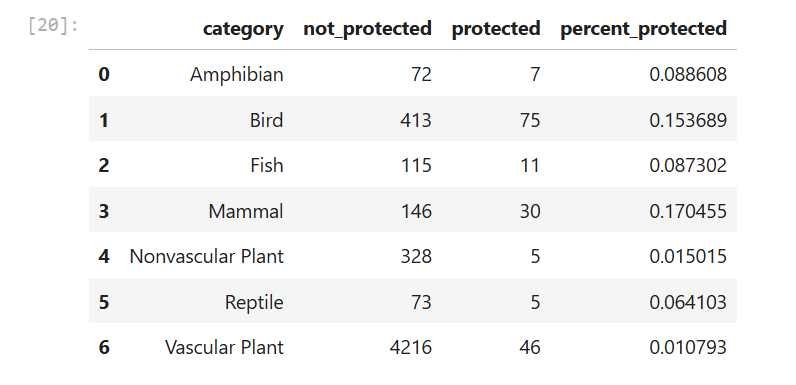 [20]:
category not_protected protected percent_protected
0 Amphibian 72 7 0.088608
1 Bird 413 75 0.153689
2 Fish 115 11 0.087302
3 Mammal 146 30 0.170455
4 Nonvascular Plant 328 5 0.015015
5 Reptile 73 5 0.064103
6 Vascular Plant 4216 46 0.010793